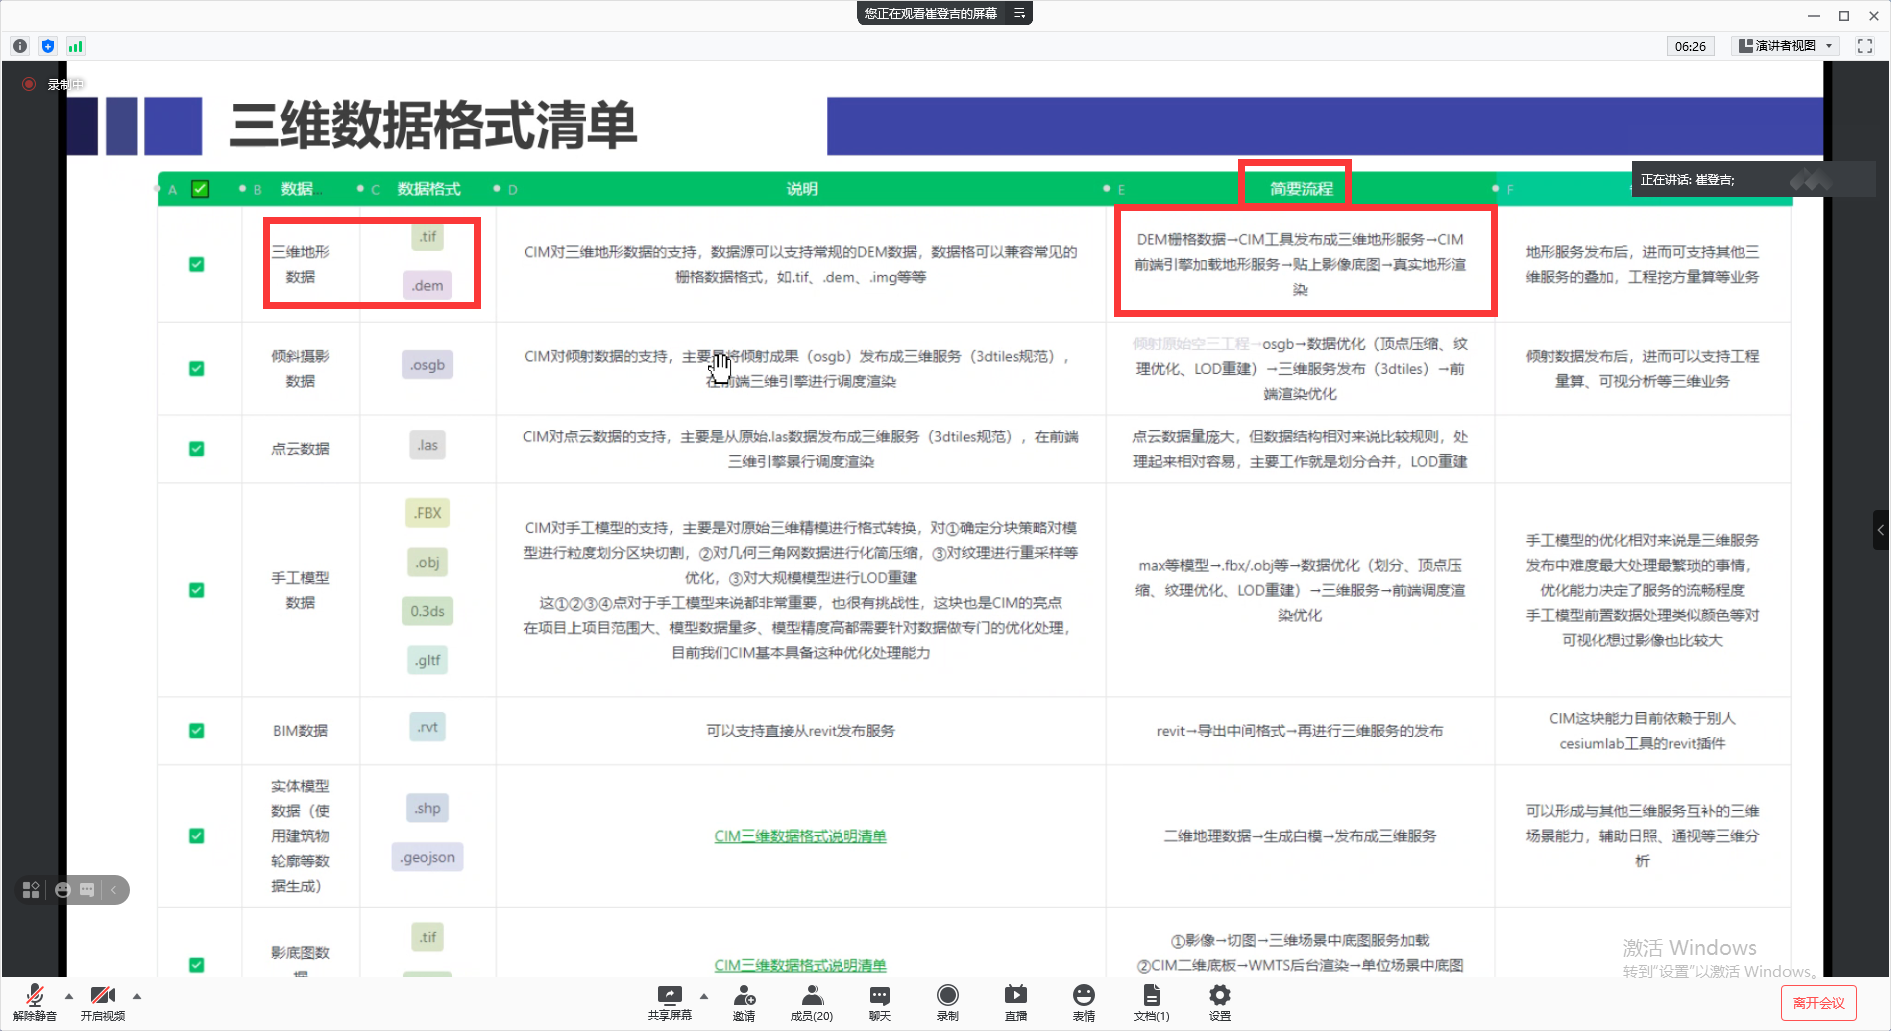 您正在观看崔登吉的屏幕
06:26
演讲者视图
录制中
三维数据格式清单
正在讲话: 崔登吉;
A
B 数据...
C 数据格式
D 说明
E 简要流程
F
三维地形
数据
.tif
.dem
CIM对三维地形数据的支持，数据源可以支持常规的DEM数据，数据格可以兼容常见的
栅格数据格式，如.tif、.dem、.img等等
DEM栅格数据→CIM工具发布成三维地形服务→CIM
前端引擎加载地形服务→贴上影像底图→真实地形渲
染
地形服务发布后，进而可支持其他三
维服务的叠加，工程挖方量算等业务
倾斜摄影
数据
.osgb
CIM对倾射数据的支持，主要是将倾射成果（osgb）发布成三维服务（3dtiles规范），
在前端三维引擎进行调度渲染
倾射原始空三工程→osgb→数据优化（顶点压缩、纹
理优化、LOD重建）→三维服务发布（3dtiles）→前
端渲染优化
倾射数据发布后，进而可以支持工程
量算、可视分析等三维业务
点云数据
.las
CIM对点云数据的支持，主要是从原始.las数据发布成三维服务（3dtiles规范），在前端
三维引擎景行调度渲染
点云数据量庞大，但数据结构相对来说比较规则，处
理起来相对容易，主要工作就是划分合并，LOD重建
手工模型
数据
.FBX
.obj
0.3ds
.gltf
CIM对手工模型的支持，主要是对原始三维精模进行格式转换，对①确定分块策略对模
型进行粒度划分区块切割，②对几何三角网数据进行化简压缩，③对纹理进行重采样等
优化，③对大规模模型进行LOD重建
这①②③④点对于手工模型来说都非常重要，也很有挑战性，这块也是CIM的亮点
在项目上项目范围大、模型数据量多、模型精度高都需要针对数据做专门的优化处理，
目前我们CIM基本具备这种优化处理能力
max等模型→.fbx/.obj等→数据优化（划分、顶点压
缩、纹理优化、LOD重建）→三维服务→前端调度渲
染优化
手工模型的优化相对来说是三维服务
发布中难度最大处理最繁琐的事情，
优化能力决定了服务的流畅程度
手工模型前置数据处理类似颜色等对
可视化想过影像也比较大
BIM数据
.rvt
可以支持直接从revit发布服务
revit→导出中间格式→再进行三维服务的发布
CIM这块能力目前依赖于别人
cesiumlab工具的revit插件
实体模型
数据（使
用建筑物
轮廓等数
据生成）
.shp
.geojson
CIM三维数据格式说明清单
二维地理数据→生成白模→发布成三维服务
可以形成与其他三维服务互补的三维
场景能力，辅助日照、通视等三维分
析
影底图数
.tif
CIM三维数据格式说明清单
①影像→切图→三维场景中底图服务加载
②CIM二维底板→WMTS后台渲染→单位场景中底图
激活 Windows
转到“设置”以激活 Windows。
解除静音
开启视频
共享屏幕
邀请
成员(20)
聊天
录制
直播
表情
文档(1)
设置
离开会议